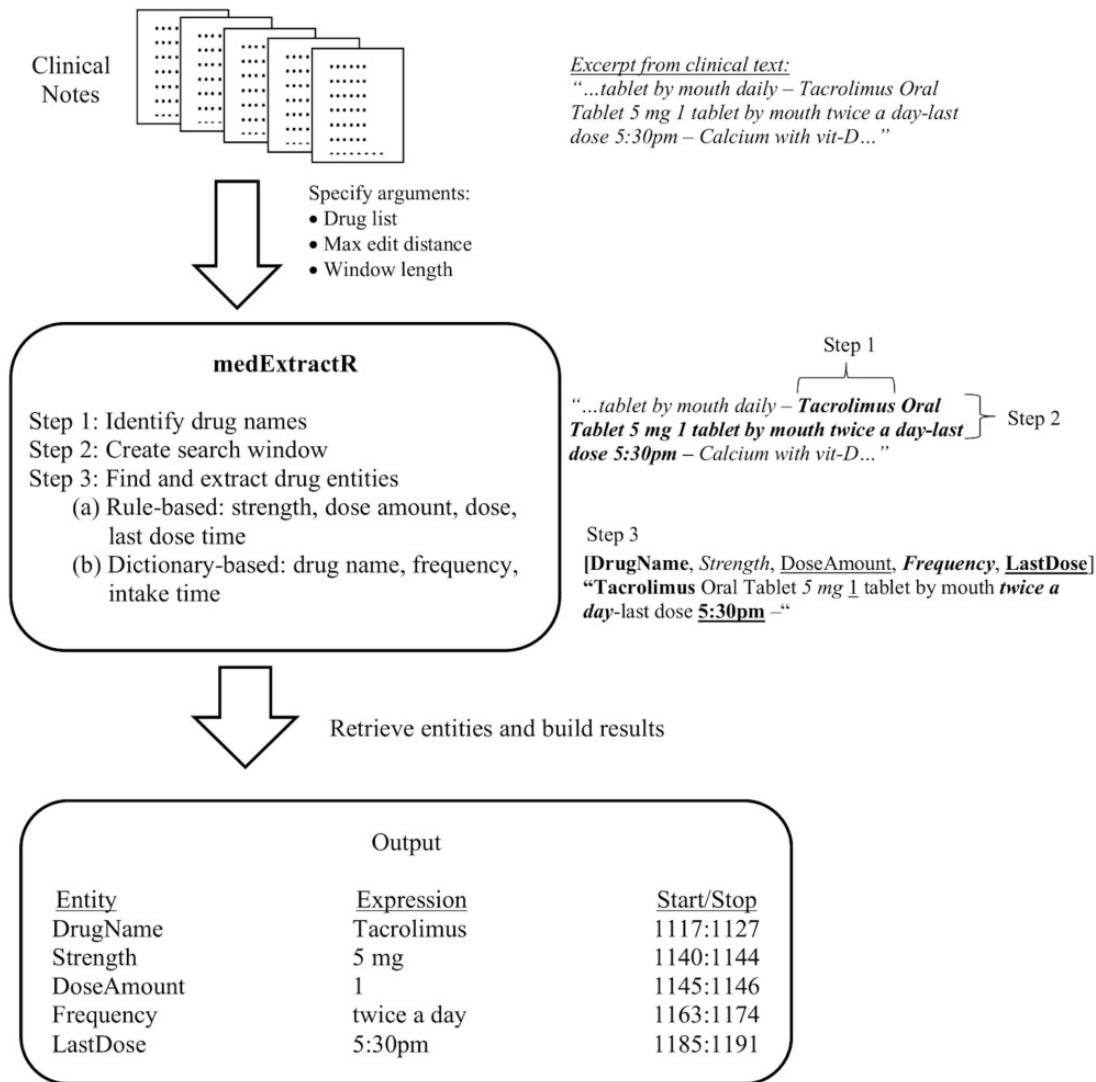 Clinical
Notes
Excerpt from clinical text:
“…tablet by mouth daily – Tacrolimus Oral
Tablet 5 mg 1 tablet by mouth twice a day-last
dose 5:30pm – Calcium with vit-D…”
Specify arguments:
• Drug list
• Max edit distance
• Window length
medExtractR
Step 1: Identify drug names
Step 2: Create search window
Step 3: Find and extract drug entities
(a) Rule-based: strength, dose amount, dose,
last dose time
(b) Dictionary-based: drug name, frequency,
intake time
Step 1
“…tablet by mouth daily – Tacrolimus Oral
Tablet 5 mg 1 tablet by mouth twice a day-last
dose 5:30pm – Calcium with vit-D…”
Step 2
Step 3
[DrugName, Strength, DoseAmount, Frequency, LastDose]
“Tacrolimus Oral Tablet 5 mg 1 tablet by mouth twice a
day-last dose 5:30pm –“
Retrieve entities and build results
Output
Entity Expression Start/Stop
DrugName Tacrolimus 1117:1127
Strength 5 mg 1140:1144
DoseAmount 1 1145:1146
Frequency twice a day 1163:1174
LastDose 5:30pm 1185:1191